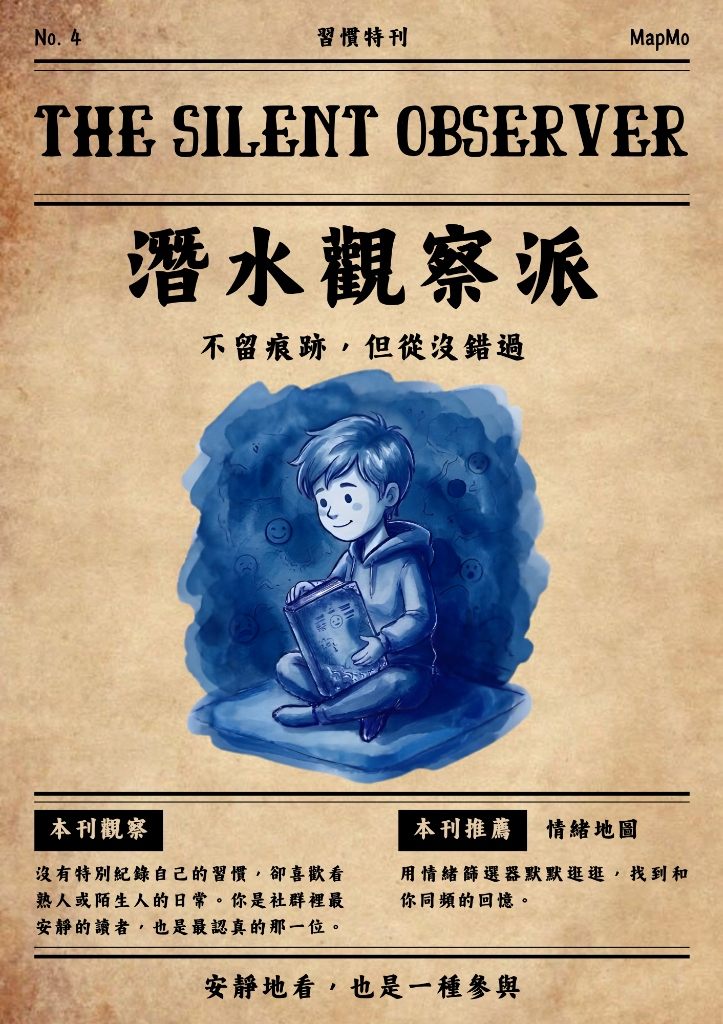 No. 4
習慣特刊
MapMo
THE SILENT OBSERVER
潛水觀察派
不留痕跡，但從沒錯過
本刊觀察
沒有特別紀錄自己的習慣，卻喜歡看
熟人或陌生人的日常。你是社群裡最
安靜的讀者，也是最認真的那一位。
本刊推薦
情緒地圖
用情緒篩選器默默逛逛，找到和
你同頻的回憶。
安靜地看，也是一種參與